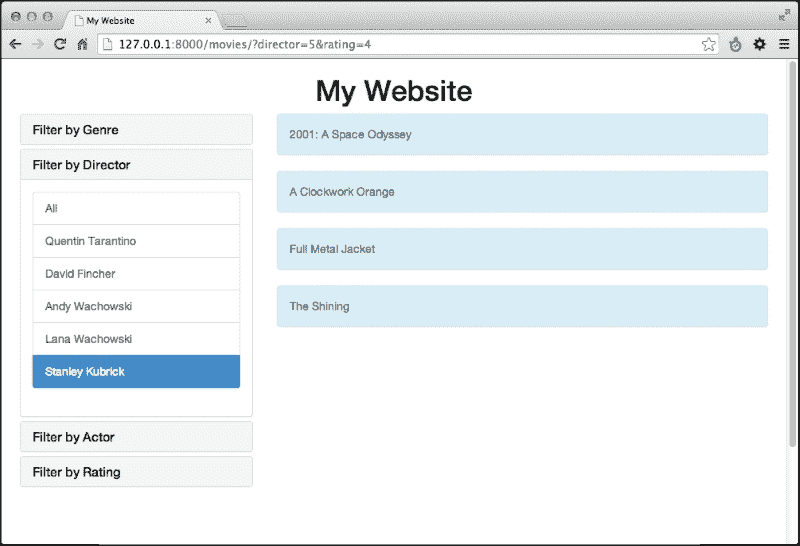 My Website
127.0.0.1:8000/movies/?director=5&rating=4
My Website
Filter by Genre
Filter by Director
All
Quentin Tarantino
David Fincher
Andy Wachowski
Lana Wachowski
Stanley Kubrick
Filter by Actor
Filter by Rating
2001: A Space Odyssey
A Clockwork Orange
Full Metal Jacket
The Shining